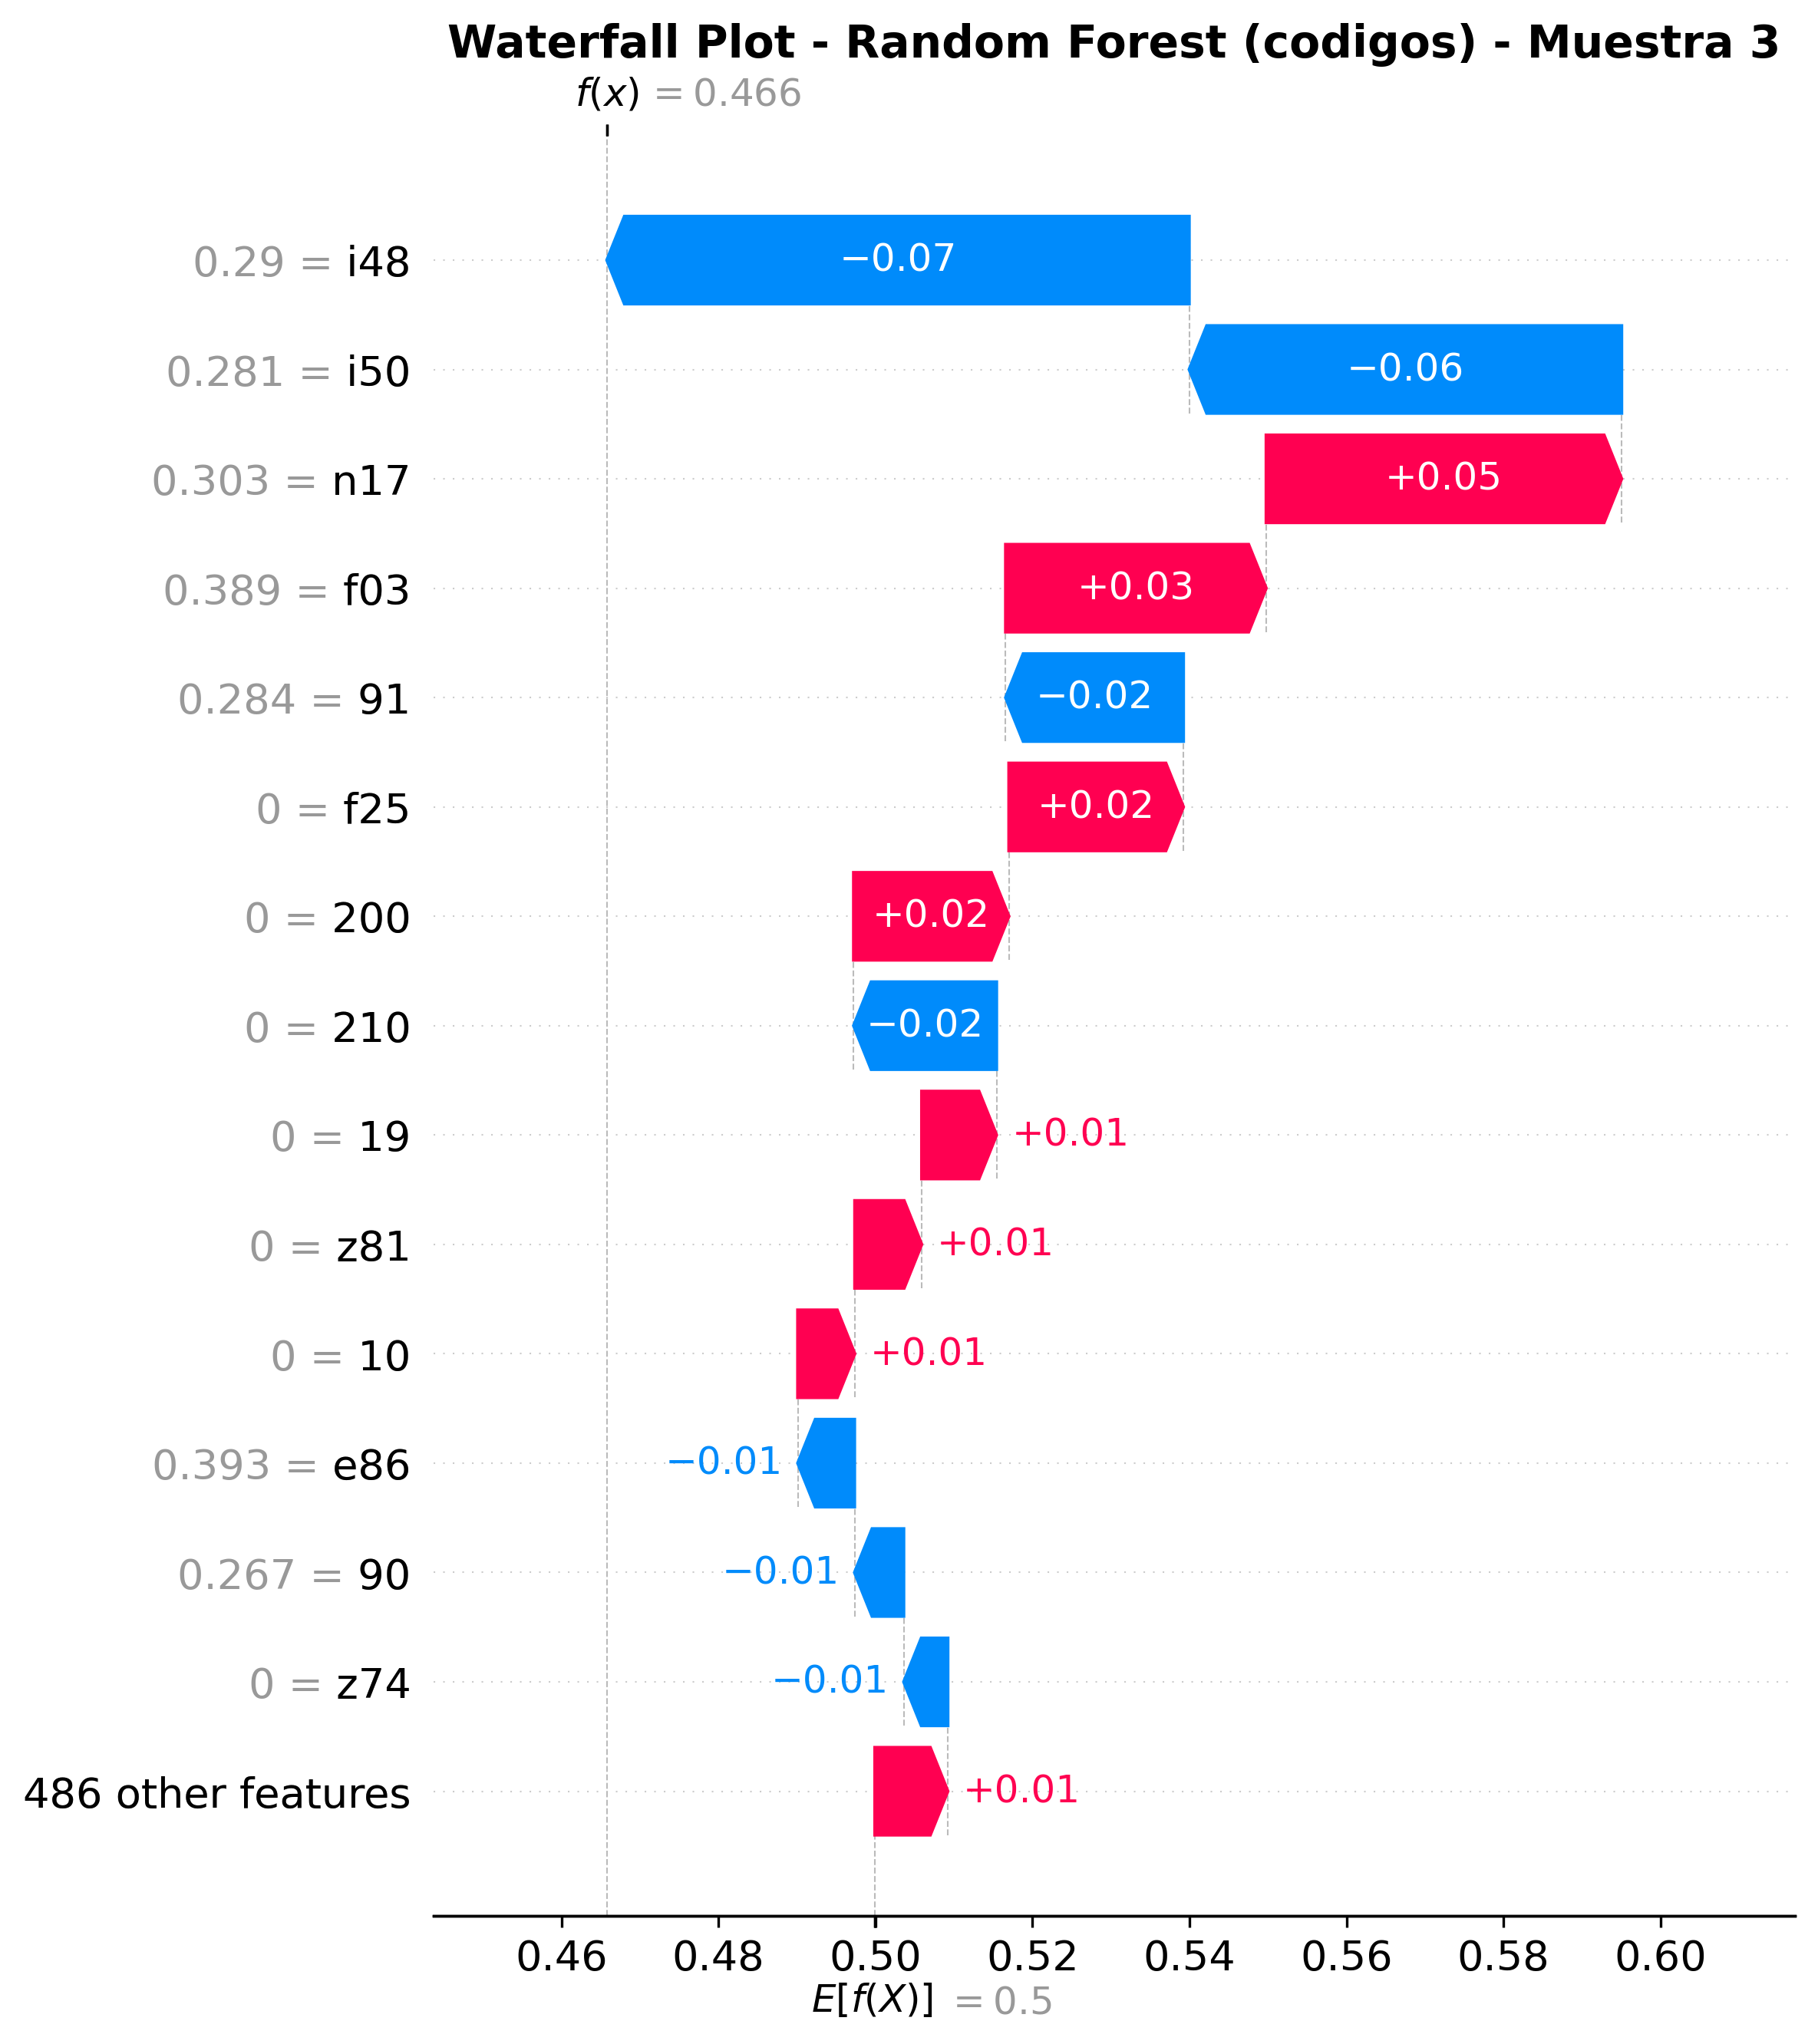 Waterfall Plot - Random Forest (codigos) - Muestra 3
f(x) = 0.466
0.29 = i48 −0.07
0.281 = i50 −0.06
0.303 = n17 +0.05
0.389 = f03 +0.03
0.284 = 91 −0.02
0 = f25 +0.02
0 = 200 +0.02
0 = 210 −0.02
0 = 19 +0.01
0 = z81 +0.01
0 = 10 +0.01
0.393 = e86 −0.01
0.267 = 90 −0.01
0 = z74 −0.01
486 other features +0.01
0.46 0.48 0.50 0.52 0.54 0.56 0.58 0.60
E[f(X)] = 0.5